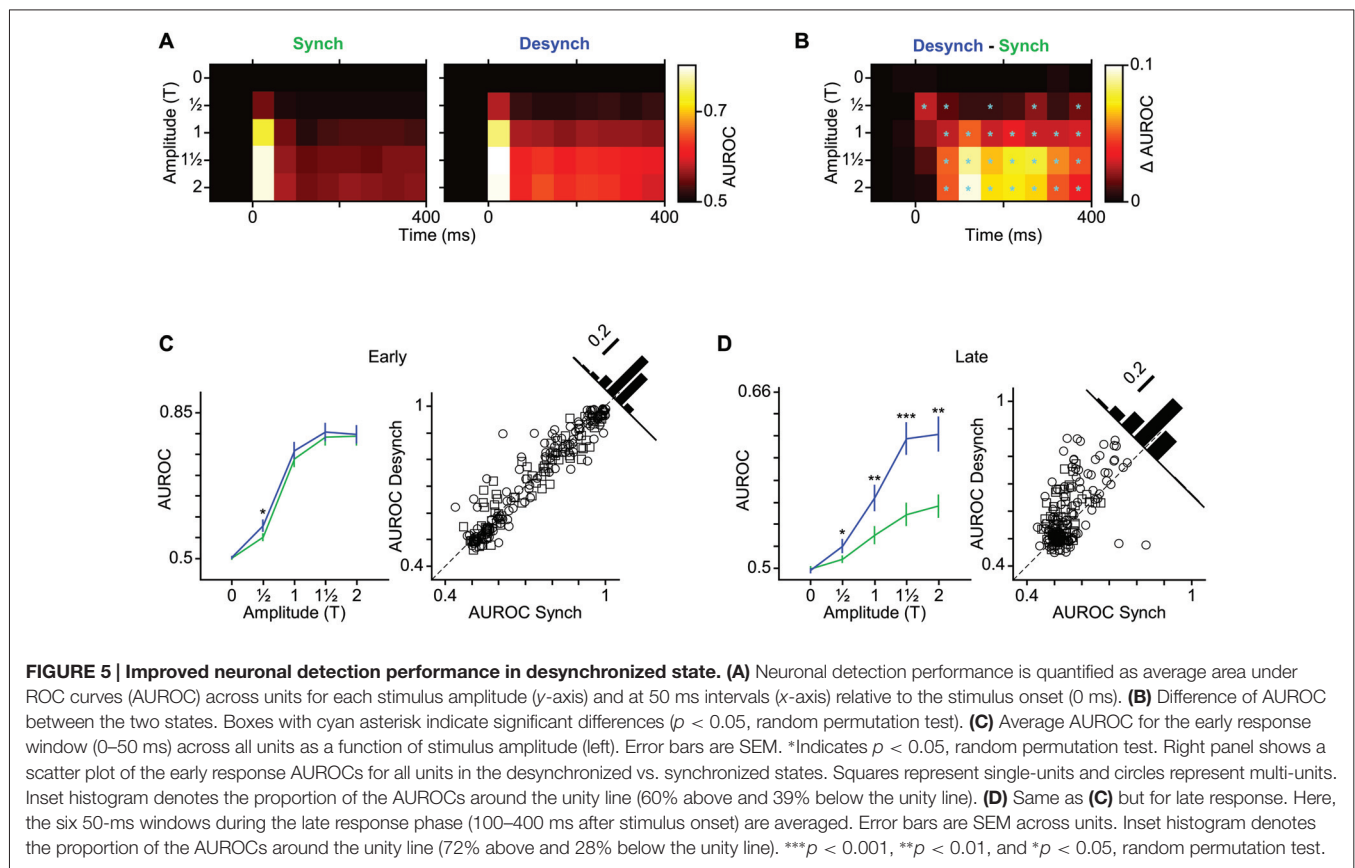 A
Synch
Desynch
B
Desynch - Synch
Amplitude (T)
0
½
1
1½
2
0
400
Time (ms)
0
400
0.7
0.5
AUROC
Amplitude (T)
0
½
1
1½
2
* * * * *
* * * * * * *
* * * * * * *
* * * * * * *
0
400
Time (ms)
0.1
0
Δ AUROC
C
Early
AUROC
0.85
0.5
*
0 ½ 1 1½ 2
Amplitude (T)
AUROC Desynch
1
0.4
0.4
1
AUROC Synch
0.2
D
Late
AUROC
0.66
0.5
*
**
***
**
0 ½ 1 1½ 2
Amplitude (T)
AUROC Desynch
1
0.4
0.4
1
AUROC Synch
0.2
FIGURE 5 | Improved neuronal detection performance in desynchronized state. (A) Neuronal detection performance is quantified as average area under
ROC curves (AUROC) across units for each stimulus amplitude (y-axis) and at 50 ms intervals (x-axis) relative to the stimulus onset (0 ms). (B) Difference of AUROC
between the two states. Boxes with cyan asterisk indicate significant differences (p < 0.05, random permutation test). (C) Average AUROC for the early response
window (0–50 ms) across all units as a function of stimulus amplitude (left). Error bars are SEM. *Indicates p < 0.05, random permutation test. Right panel shows a
scatter plot of the early response AUROCs for all units in the desynchronized vs. synchronized states. Squares represent single-units and circles represent multi-units.
Inset histogram denotes the proportion of the AUROCs around the unity line (60% above and 39% below the unity line). (D) Same as (C) but for late response. Here,
the six 50-ms windows during the late response phase (100–400 ms after stimulus onset) are averaged. Error bars are SEM across units. Inset histogram denotes
the proportion of the AUROCs around the unity line (72% above and 28% below the unity line). ***p < 0.001, **p < 0.01, and *p < 0.05, random permutation test.